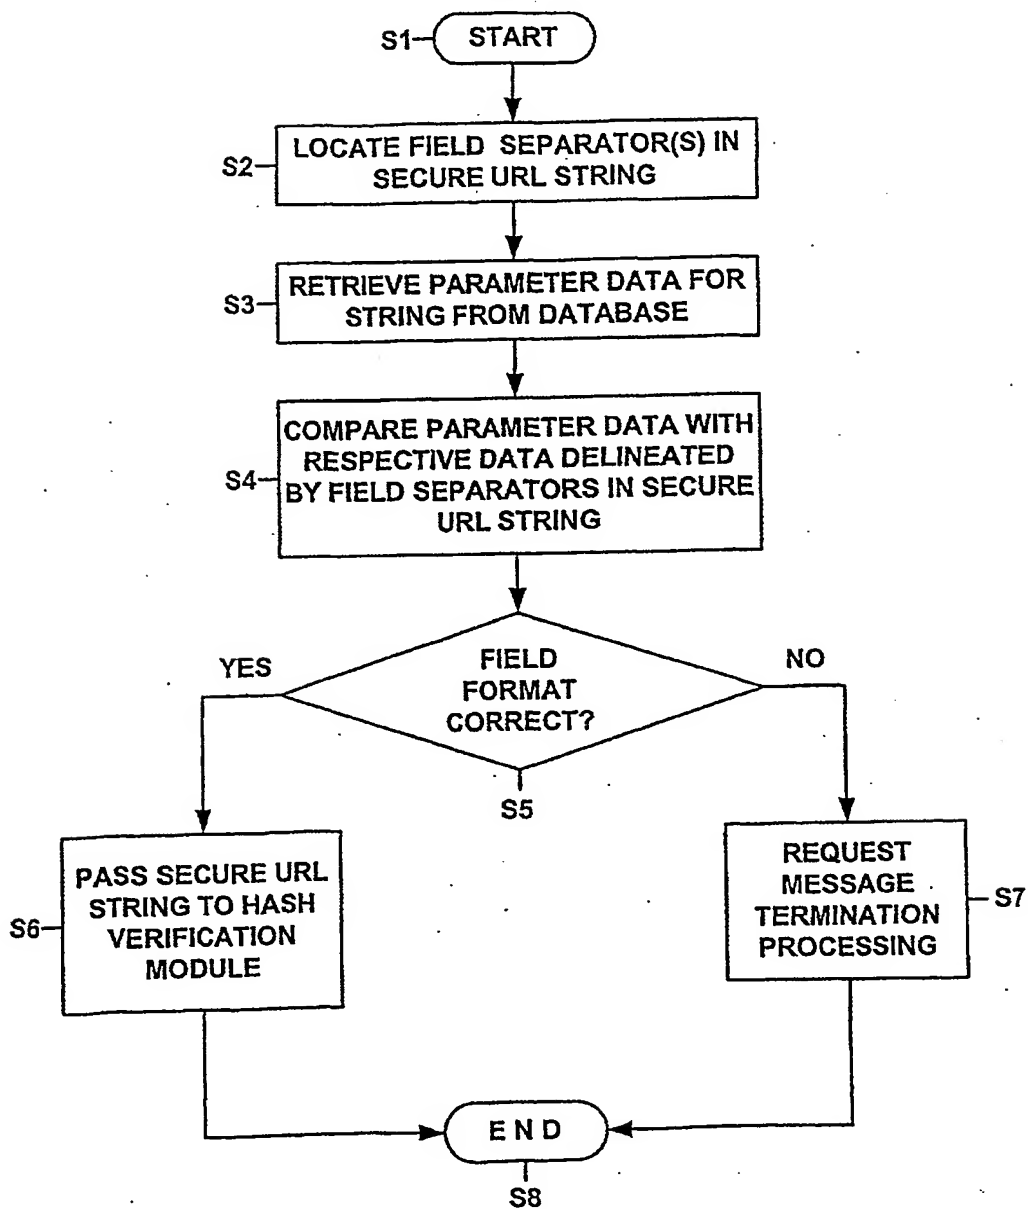 S1
START
S2
LOCATE FIELD SEPARATOR(S) IN
SECURE URL STRING
S3
RETRIEVE PARAMETER DATA FOR
STRING FROM DATABASE
S4
COMPARE PARAMETER DATA WITH
RESPECTIVE DATA DELINEATED
BY FIELD SEPARATORS IN SECURE
URL STRING
YES
FIELD
FORMAT
CORRECT?
NO
S5
S6
PASS SECURE URL
STRING TO HASH
VERIFICATION
MODULE
REQUEST
MESSAGE
TERMINATION
PROCESSING
S7
END
S8